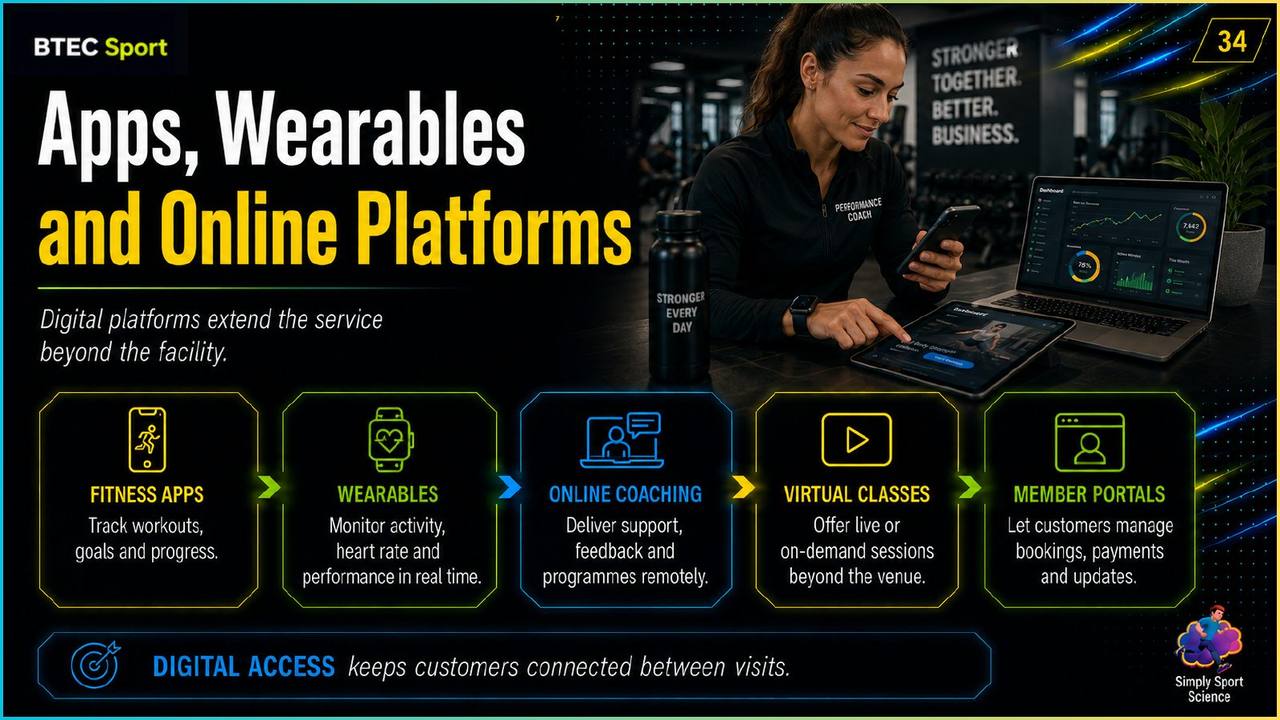 BTEC Sport
34
Apps, Wearables
and Online Platforms
Digital platforms extend the service
beyond the facility.
STRONGER
TOGETHER.
BETTER.
BUSINESS.
PERFORMANCE
COACH
STRONGER
EVERY
DAY
Dashboard
7,642
76%
FITNESS APPS
Track workouts,
goals and progress.
WEARABLES
Monitor activity,
heart rate and
performance in real time.
ONLINE COACHING
Deliver support,
feedback and
programmes remotely.
VIRTUAL CLASSES
Offer live or
on-demand sessions
beyond the venue.
MEMBER PORTALS
Let customers manage
bookings, payments
and updates.
DIGITAL ACCESS keeps customers connected between visits.
Simply Sport
Science